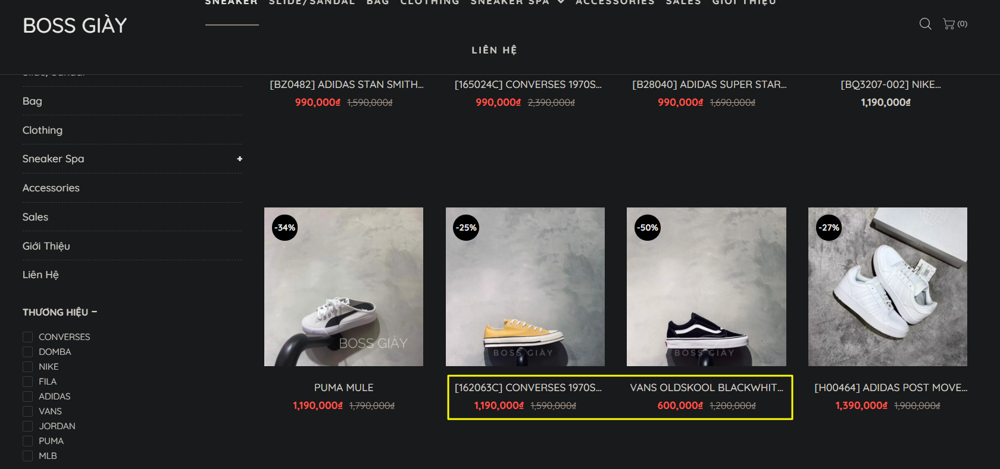 SNEAKER SLIDE/SANDAL BAG CLOTHING SNEAKER SPA ACCESSORIES SALES GIỚI THIỆU
BOSS GIÀY
(0)
LIÊN HỆ
Slide/Sandal
Bag
Clothing
Sneaker Spa +
Accessories
Sales
Giới Thiệu
Liên Hệ
THƯƠNG HIỆU −
CONVERSES
DOMBA
NIKE
FILA
ADIDAS
VANS
JORDAN
PUMA
MLB
[BZ0482] ADIDAS STAN SMITH...
990,000₫ 1,590,000₫
[165024C] CONVERSES 1970S...
990,000₫ 2,390,000₫
[B28040] ADIDAS SUPER STAR...
990,000₫ 1,690,000₫
[BQ3207-002] NIKE...
1,190,000₫
-34%
BOSS GIÀY
PUMA MULE
1,190,000₫ 1,790,000₫
-25%
BOSS GIÀY
[162063C] CONVERSES 1970S...
1,190,000₫ 1,590,000₫
-50%
BOSS GIÀY
VANS OLDSKOOL BLACKWHIT...
600,000₫ 1,200,000₫
-27%
[H00464] ADIDAS POST MOVE...
1,390,000₫ 1,900,000₫